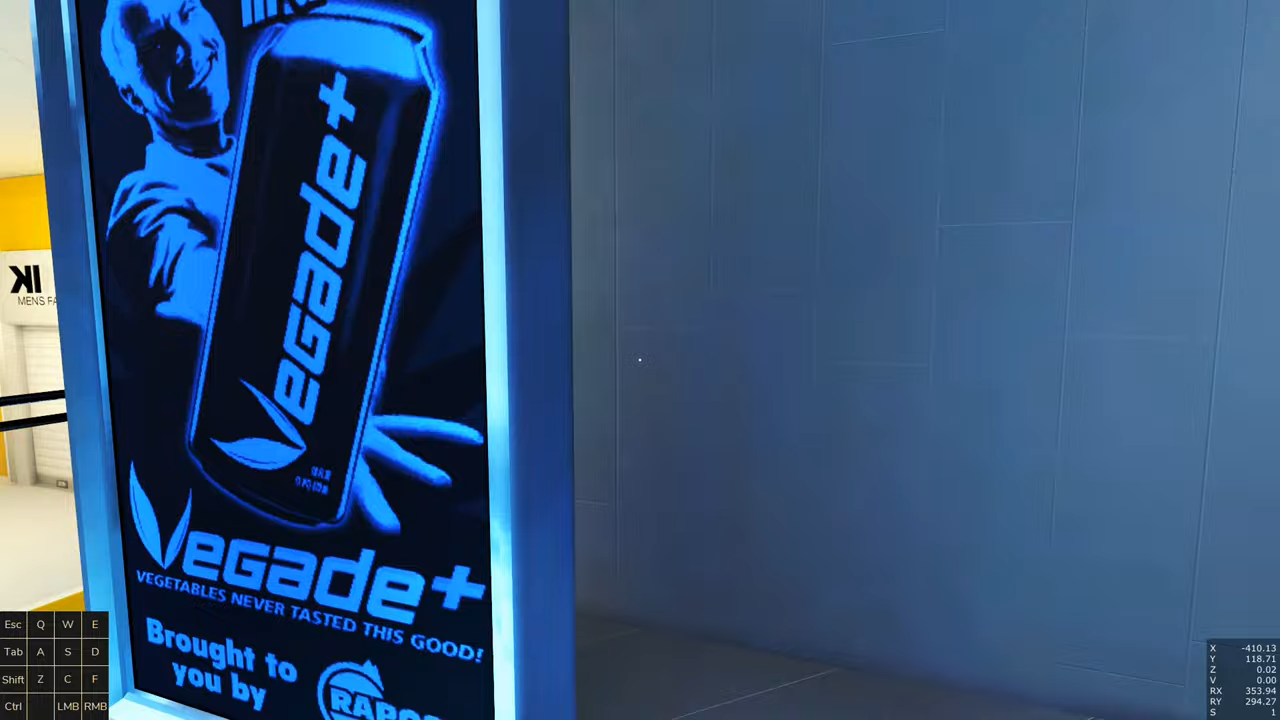 Vegade+
Vegade+
VEGETABLES NEVER TASTED THIS GOOD!
Brought to
you by
MENS
Esc Q W E
Tab A S D
Shift Z C F
Ctrl LMB RMB
X -410.13
Y 118.71
Z 0.02
V 0.00
RX 353.94
RY 294.27
S 1